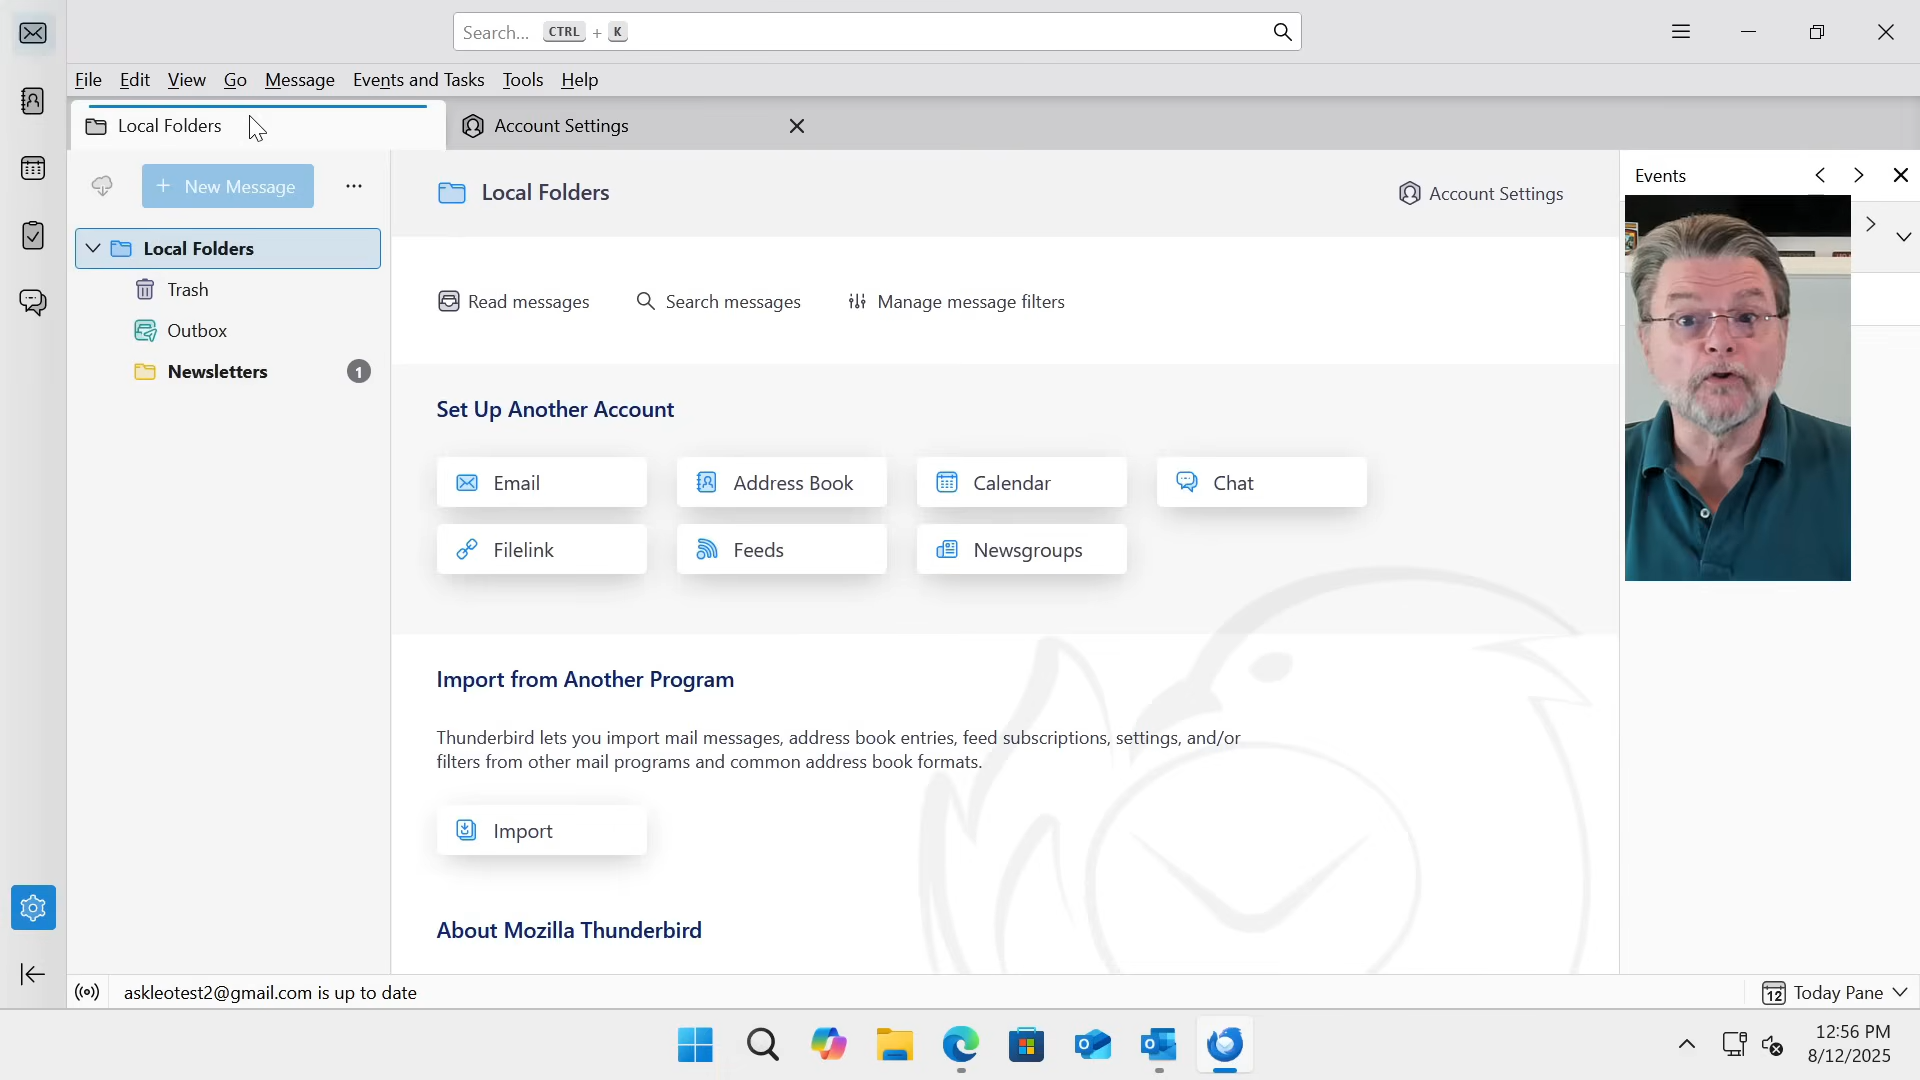 Search... CTRL + K
File Edit View Go Message Events and Tasks Tools Help
Local Folders
Account Settings
+ New Message ...
Local Folders
Trash
Outbox
Newsletters 1
Local Folders
Account Settings
Read messages
Search messages
Manage message filters
Set Up Another Account
Email
Address Book
Calendar
Chat
Filelink
Feeds
Newsgroups
Import from Another Program
Thunderbird lets you import mail messages, address book entries, feed subscriptions, settings, and/or
filters from other mail programs and common address book formats.
Import
About Mozilla Thunderbird
Events
askleotest2@gmail.com is up to date
12 Today Pane
12:56 PM
8/12/2025